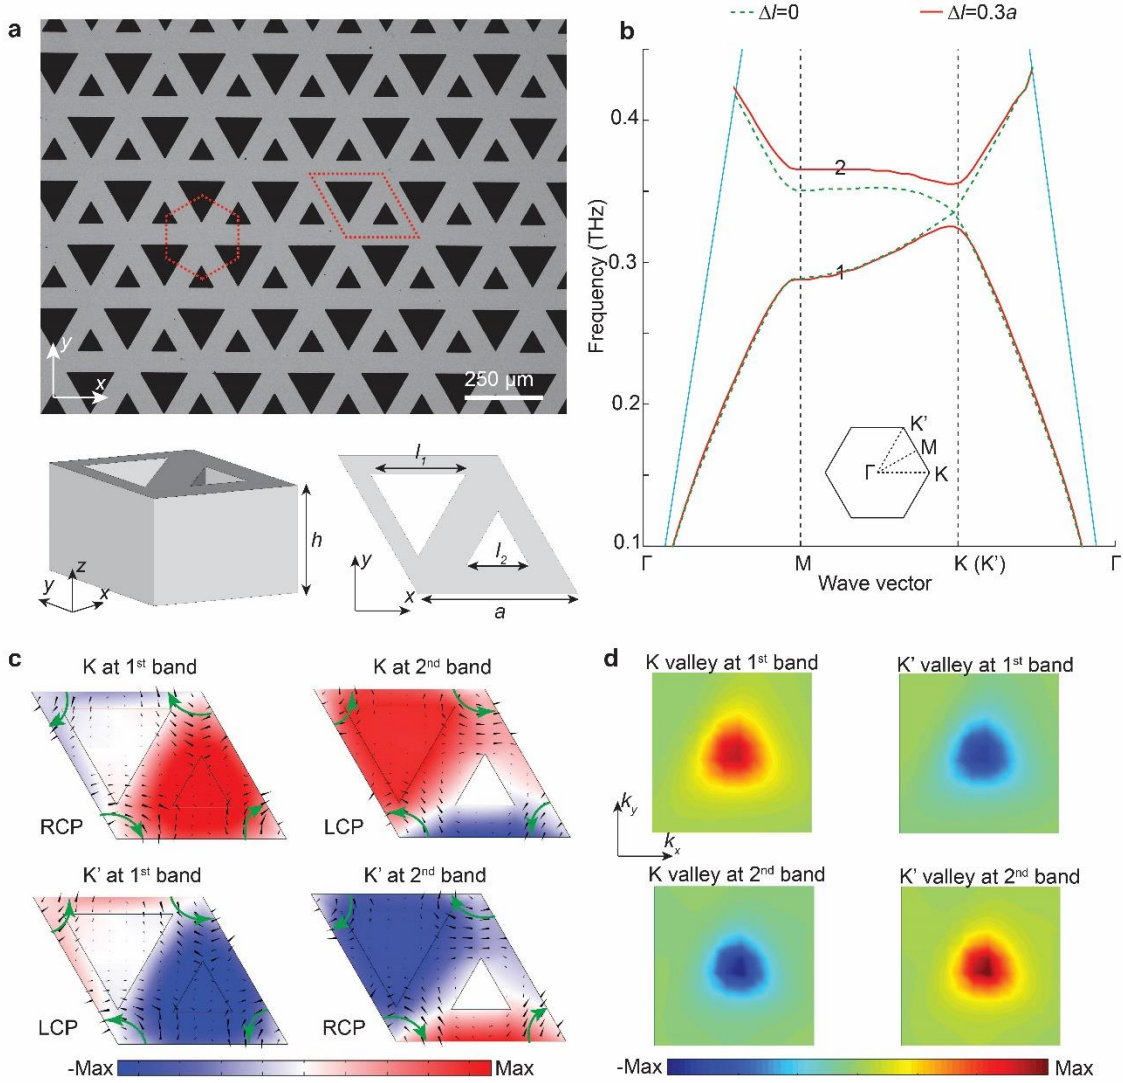 a
y
x
250 μm
b
Δl=0
Δl=0.3a
0.4
0.3
0.2
0.1
Frequency (THz)
2
1
K'
M
Γ
K
Γ
M
K (K')
Γ
Wave vector
h
z
y
x
l1
l2
y
x
a
c
K at 1st band
K at 2nd band
RCP
LCP
K' at 1st band
K' at 2nd band
LCP
RCP
-Max
Max
d
K valley at 1st band
K' valley at 1st band
ky
kx
K valley at 2nd band
K' valley at 2nd band
-Max
Max